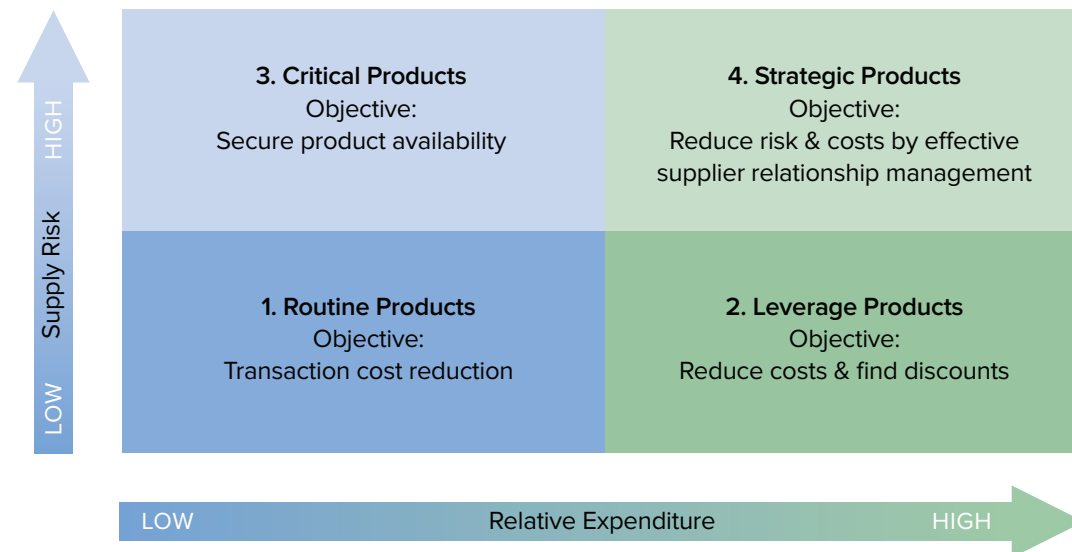 3. Critical Products
Objective:
Secure product availability
4. Strategic Products
Objective:
Reduce risk & costs by effective
supplier relationship management
HIGH
Supply Risk
LOW
1. Routine Products
Objective:
Transaction cost reduction
2. Leverage Products
Objective:
Reduce costs & find discounts
LOW
Relative Expenditure
HIGH